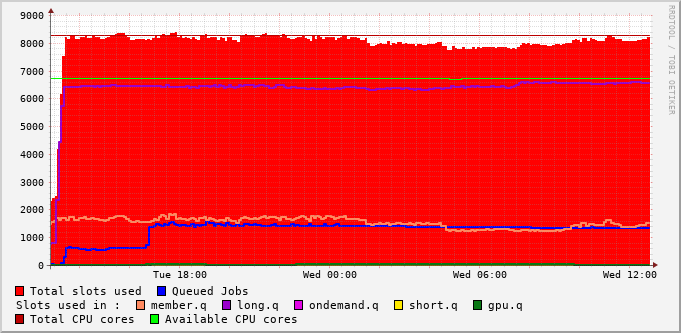 9000
8000
7000
6000
5000
4000
3000
2000
1000
0
Tue 18:00 Wed 00:00 Wed 06:00 Wed 12:00
RRDTOOL / TOBI OETIKER
Total slots used Queued Jobs
Slots used in : member.q long.q ondemand.q short.q gpu.q
Total CPU cores Available CPU cores